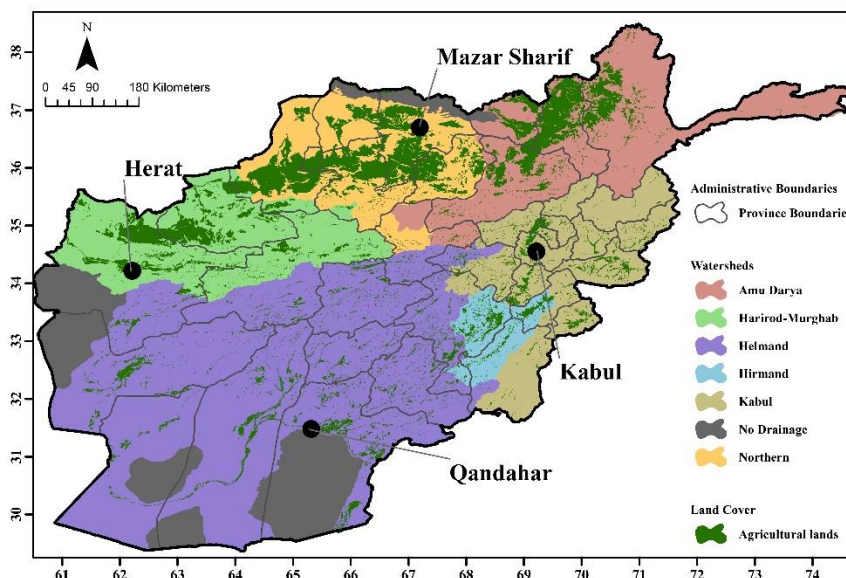 N
0 45 90 180 Kilometers
Mazar Sharif
Herat
Kabul
Qandahar
Administrative Boundaries
Province Boundarie
Watersheds
Amu Darya
Harirod-Murghab
Helmand
Hirmand
Kabul
No Drainage
Northern
Land Cover
Agricultural lands
38
37
36
35
34
33
32
31
30
61 62 63 64 65 66 67 68 69 70 71 72 73 74